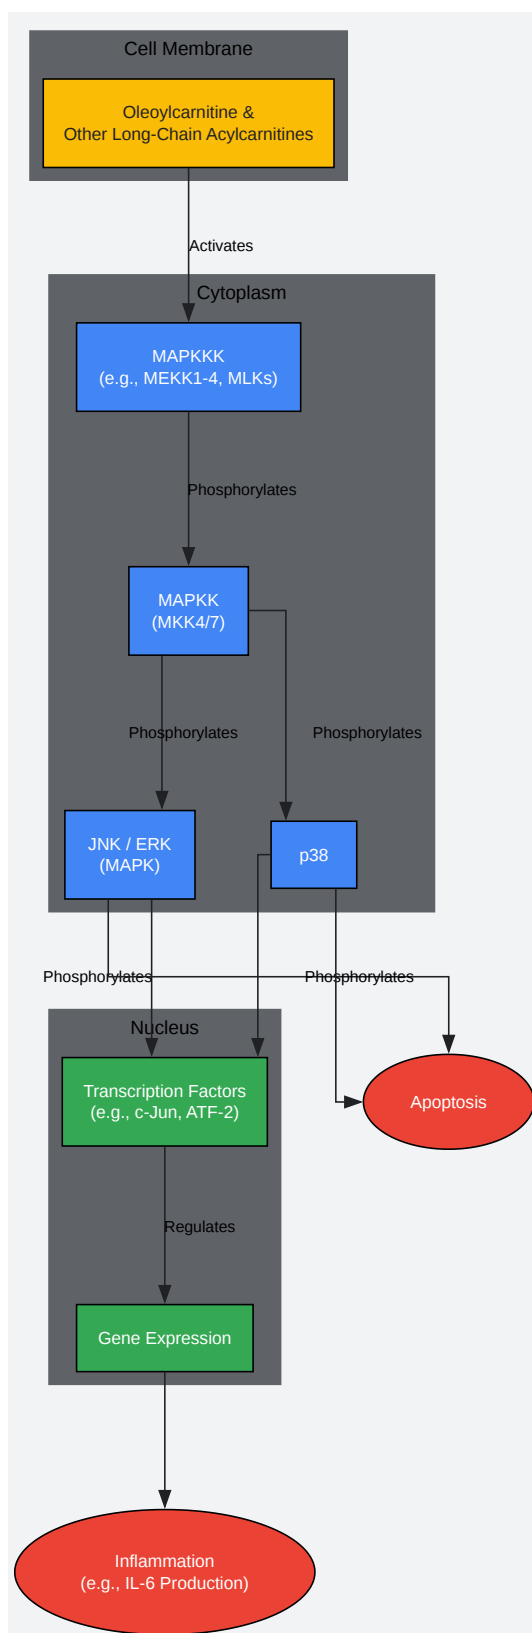 Cell Membrane
Oleoylcarnitine &
Other Long-Chain Acylcarnitines
Activates
Cytoplasm
MAPKKK
(e.g., MEKK1-4, MLKs)
Phosphorylates
MAPKK
(MKK4/7)
Phosphorylates
Phosphorylates
JNK / ERK
(MAPK)
p38
Phosphorylates
Phosphorylates
Nucleus
Transcription Factors
(e.g., c-Jun, ATF-2)
Apoptosis
Regulates
Gene Expression
Inflammation
(e.g., IL-6 Production)